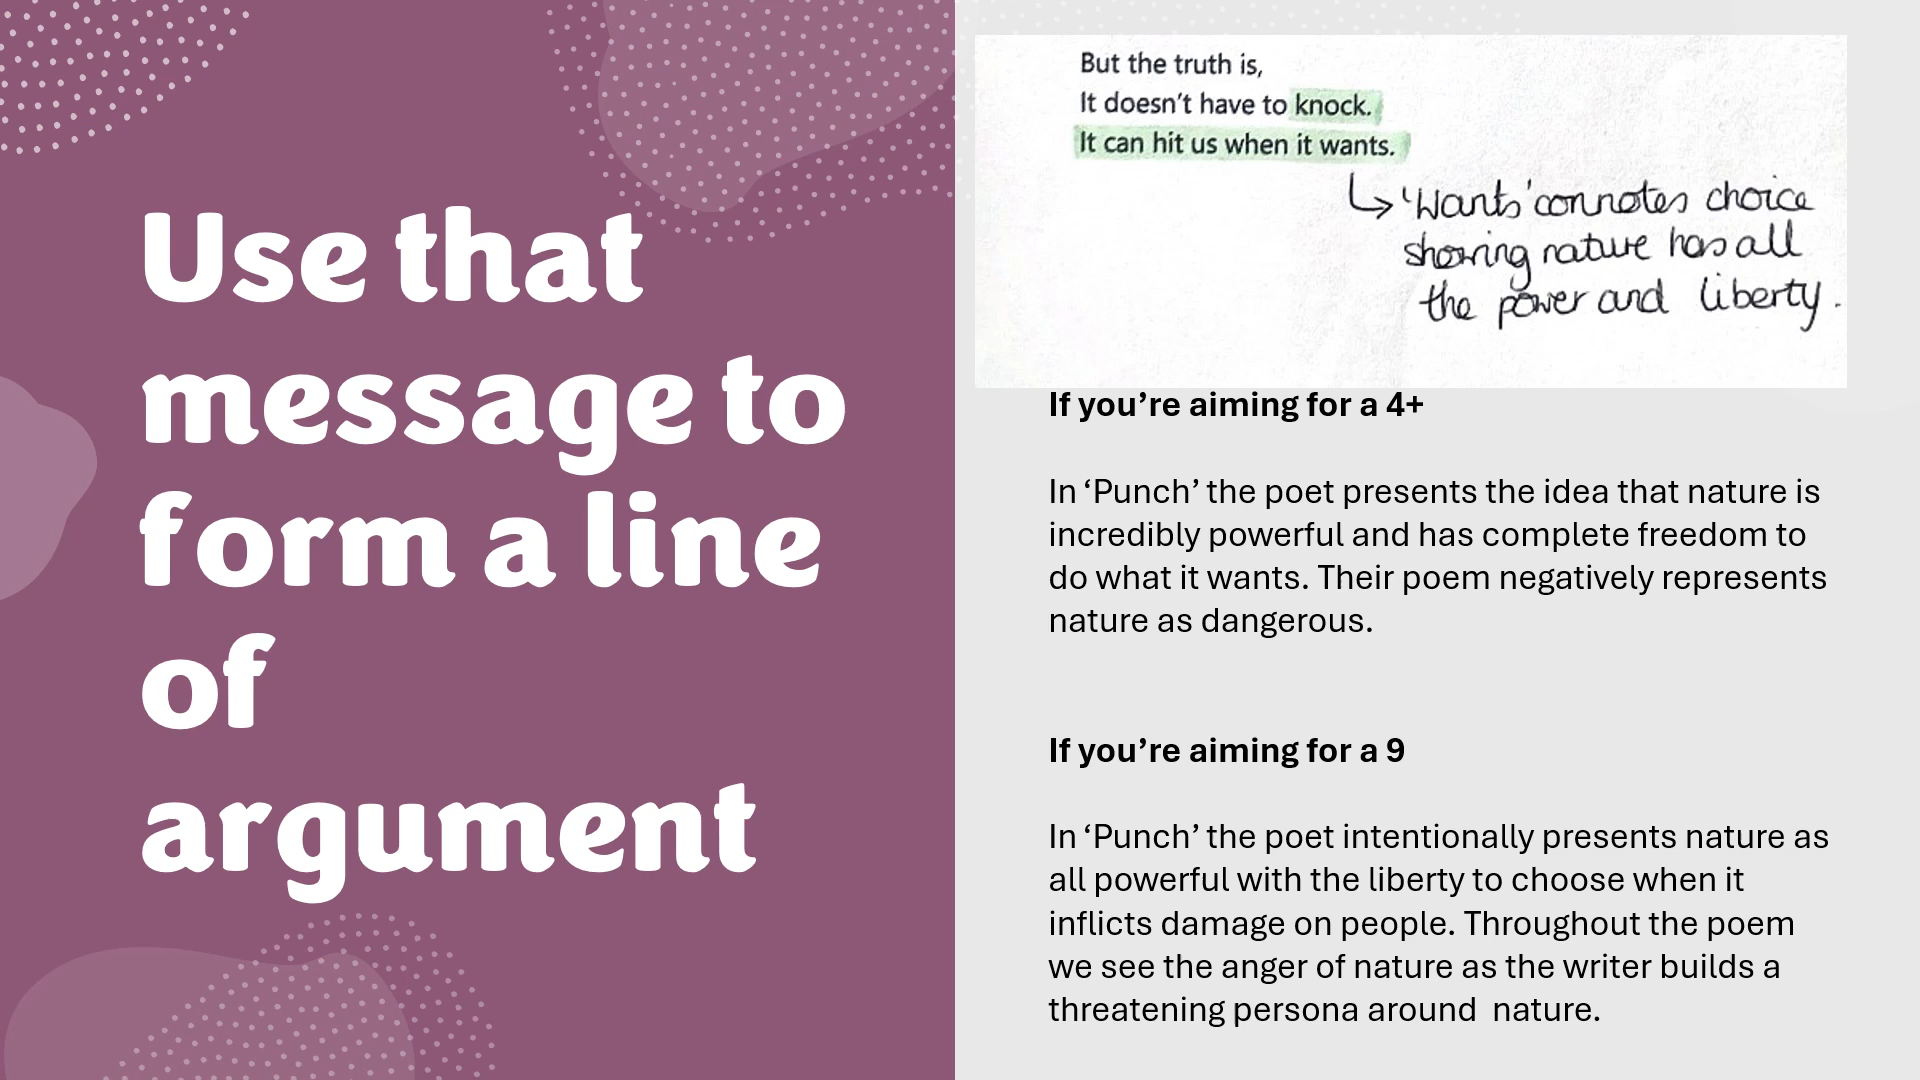 Use that
message to
form a line
of
argument
But the truth is,
It doesn't have to knock.
It can hit us when it wants.
'Wants' connotes choice
showing nature has all
the power and liberty.
If you’re aiming for a 4+
In ‘Punch’ the poet presents the idea that nature is
incredibly powerful and has complete freedom to
do what it wants. Their poem negatively represents
nature as dangerous.
If you’re aiming for a 9
In ‘Punch’ the poet intentionally presents nature as
all powerful with the liberty to choose when it
inflicts damage on people. Throughout the poem
we see the anger of nature as the writer builds a
threatening persona around  nature.